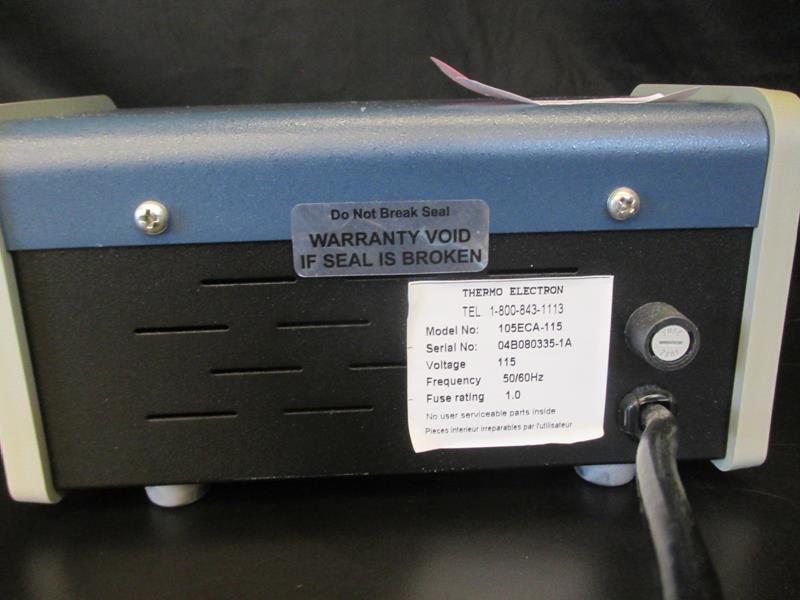 Do Not Break Seal
WARRANTY VOID
IF SEAL IS BROKEN
THERMO ELECTRON
TEL 1-800-843-1113
Model No: 105ECA-115
Serial No: 04B080335-1A
Voltage 115
Frequency 50/60Hz
Fuse rating 1.0
No user serviceable parts inside
Pieces interieur irreparables par l'utilisateur
FUSE
FUSE